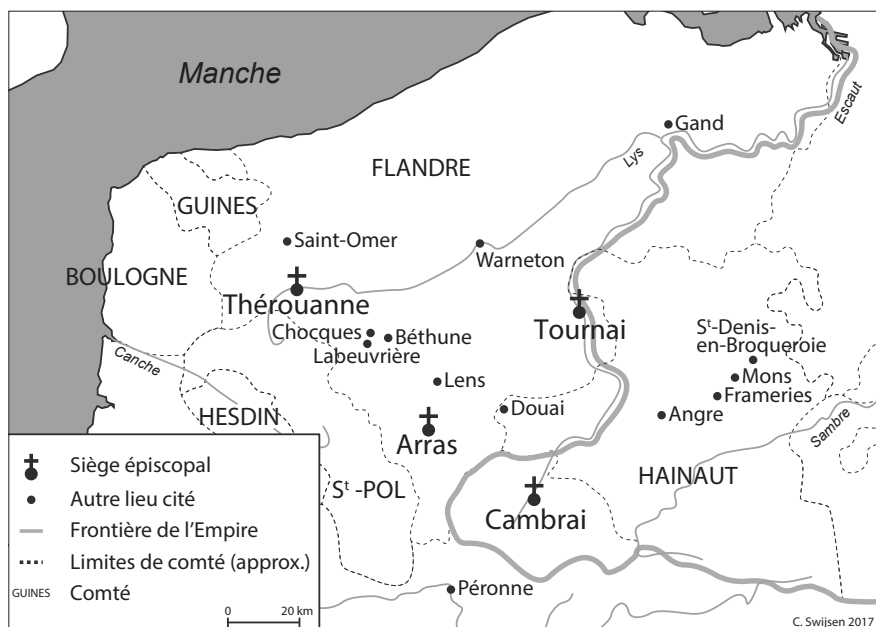 Manche
Escaut
Gand
Lys
FLANDRE
GUINES
Saint-Omer
Warneton
BOULOGNE
Thérouanne
Tournai
Chocques
Béthune
Labeuvrière
St-Denis-
en-Broqueroie
Canche
Mons
Lens
Frameries
HESDIN
Douai
Angre
Sambre
Arras
HAINAUT
St -POL
Cambrai
Péronne
Siège épiscopal
Autre lieu cité
Frontière de l'Empire
Limites de comté (approx.)
GUINES Comté
0 20 km
C. Swijsen 2017